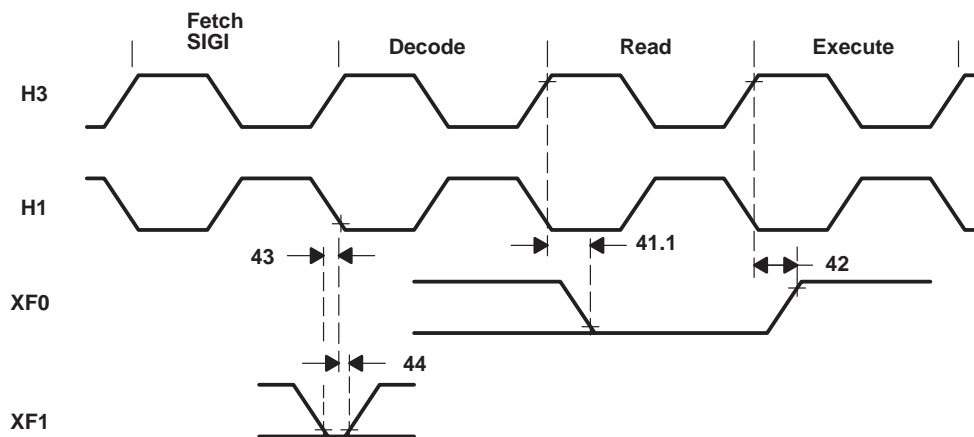 Fetch
SIGI
Decode
Read
Execute
H3
H1
43
41.1
42
XF0
44
XF1